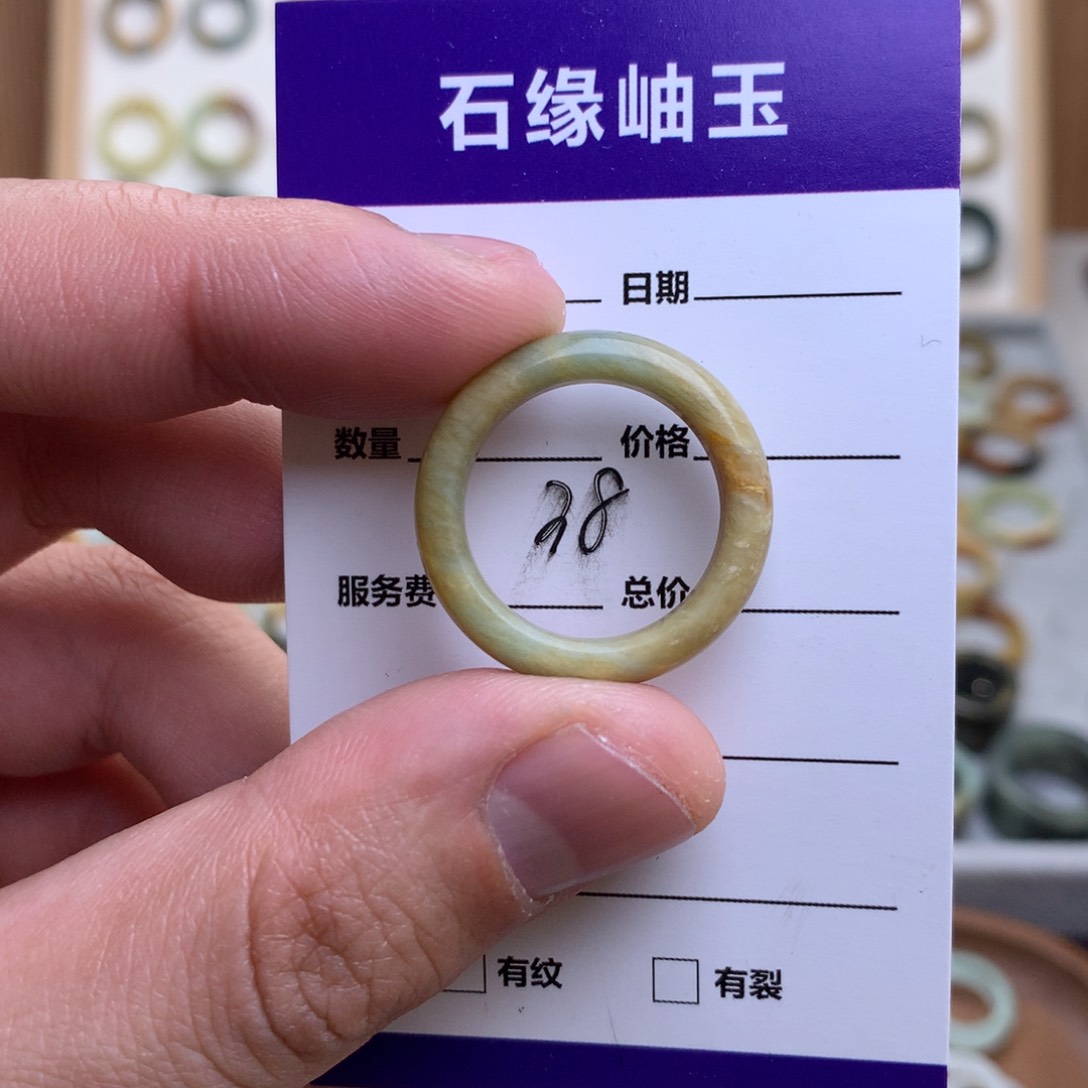 石缘岫玉
日期
数量 价格
28
服务费 总价
有纹 有裂